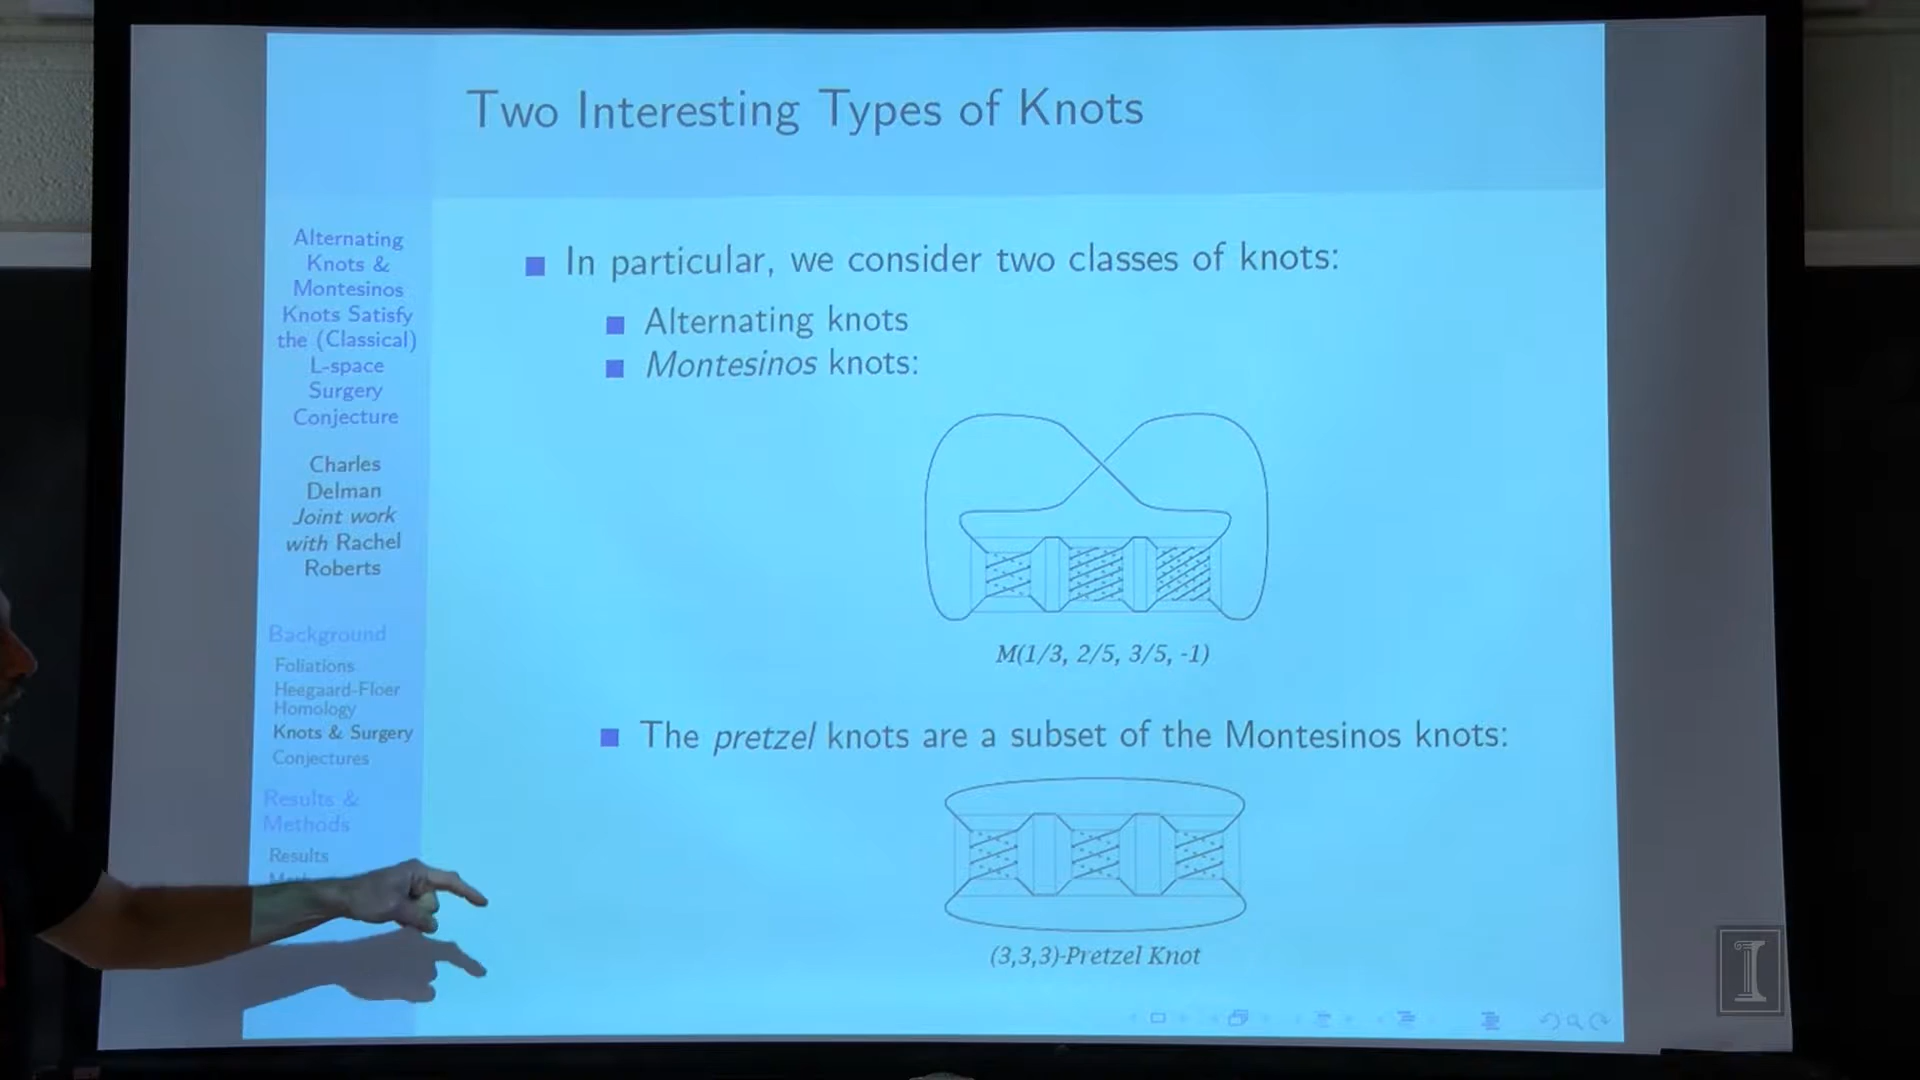 Two Interesting Types of Knots
Alternating
Knots &
Montesinos
Knots Satisfy
the (Classical)
L-space
Surgery
Conjecture
Charles
Delman
Joint work
with Rachel
Roberts
Background
Foliations
Heegaard-Floer
Homology
Knots & Surgery
Conjectures
Results &
Methods
Results
In particular, we consider two classes of knots:
Alternating knots
Montesinos knots:
M(1/3, 2/5, 3/5, -1)
The pretzel knots are a subset of the Montesinos knots:
(3,3,3)-Pretzel Knot